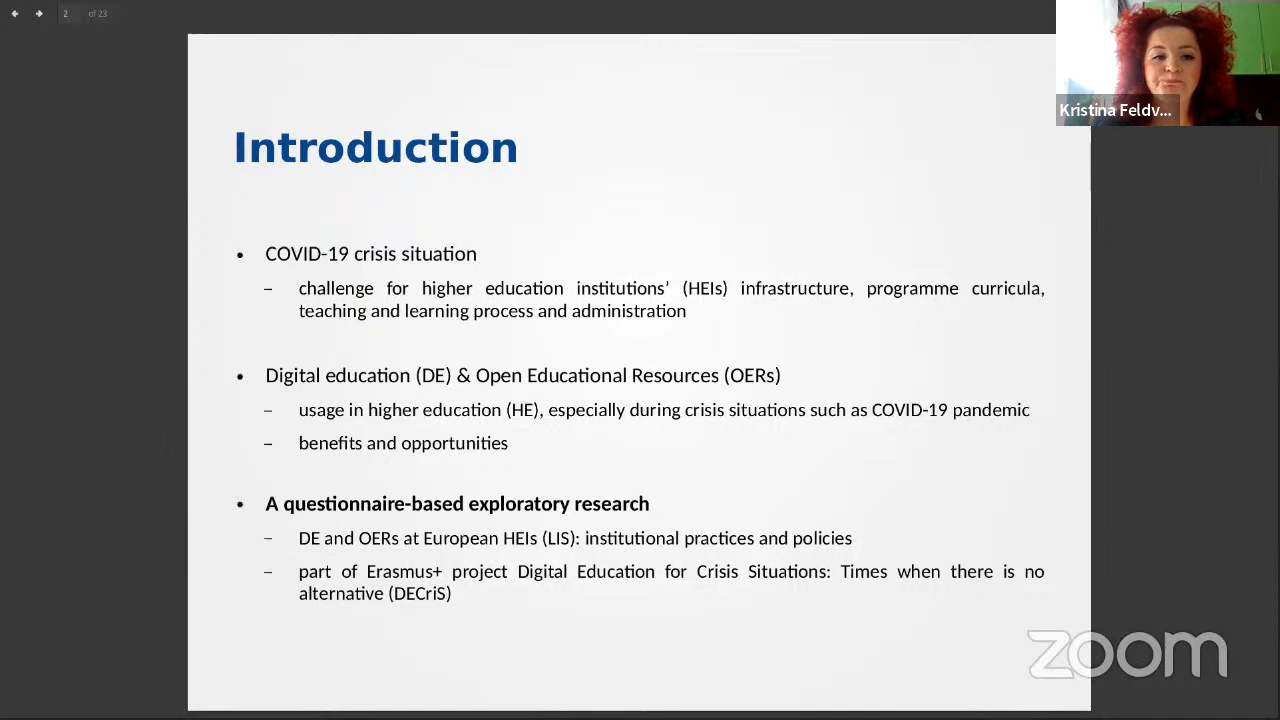 2 of 23
Kristina Feldv...
Introduction
• COVID-19 crisis situation
– challenge for higher education institutions’ (HEIs) infrastructure, programme curricula,
teaching and learning process and administration
• Digital education (DE) & Open Educational Resources (OERs)
– usage in higher education (HE), especially during crisis situations such as COVID-19 pandemic
– benefits and opportunities
• A questionnaire-based exploratory research
– DE and OERs at European HEIs (LIS): institutional practices and policies
– part of Erasmus+ project Digital Education for Crisis Situations: Times when there is no
alternative (DECriS)
zoom